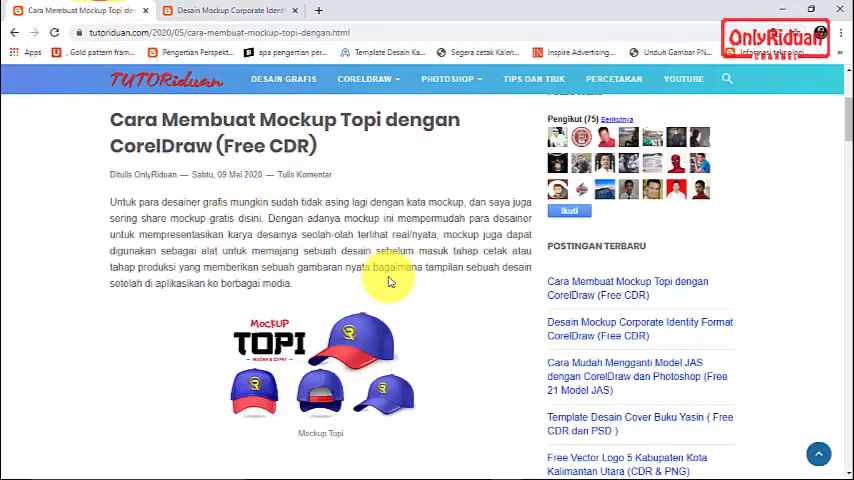 Cara Membuat Mockup Topi de
Desain Mockup Corporate Identi
tutoriduan.com/2020/05/cara-membuat-mockup-topi-dengan.html
Apps
, Gold pattern fram...
Pengertian Perspekt...
apa pengertian per...
Template Desain Ka...
Segera cetak Kalen...
Inspire Advertising...
Unduh Gambar PN...
Informasi teknologi
OnlyRiduan
CHANNEL
TUTORiduan
DESAIN GRAFIS
CORELDRAW
PHOTOSHOP
TIPS DAN TRIK
PERCETAKAN
YOUTUBE
Cara Membuat Mockup Topi dengan
CorelDraw (Free CDR)
Ditulis OnlyRiduan — Sabtu, 09 Mei 2020 — Tulis Komentar
Untuk para desainer grafis mungkin sudah tidak asing lagi dengan kata mockup, dan saya juga
sering share mockup gratis disini. Dengan adanya mockup ini mempermudah para desainer
untuk mempresentasikan karya desainya seolah-olah terlihat real/nyata, mockup juga dapat
digunakan sebagai alat untuk memajang sebuah desain sebelum masuk tahap cetak atau
tahap produksi yang memberikan sebuah gambaran nyata bagaimana tampilan sebuah desain
setelah di aplikasikan ke berbagai media.
MOCKUP
TOPI
Mockup Topi
Pengikut (75) Berikutnya
Ikuti
POSTINGAN TERBARU
Cara Membuat Mockup Topi dengan
CorelDraw (Free CDR)
Desain Mockup Corporate Identity Format
CorelDraw (Free CDR)
Cara Mudah Mengganti Model JAS
dengan CorelDraw dan Photoshop (Free
21 Model JAS)
Template Desain Cover Buku Yasin ( Free
CDR dan PSD )
Free Vector Logo 5 Kabupaten Kota
Kalimantan Utara (CDR & PNG)